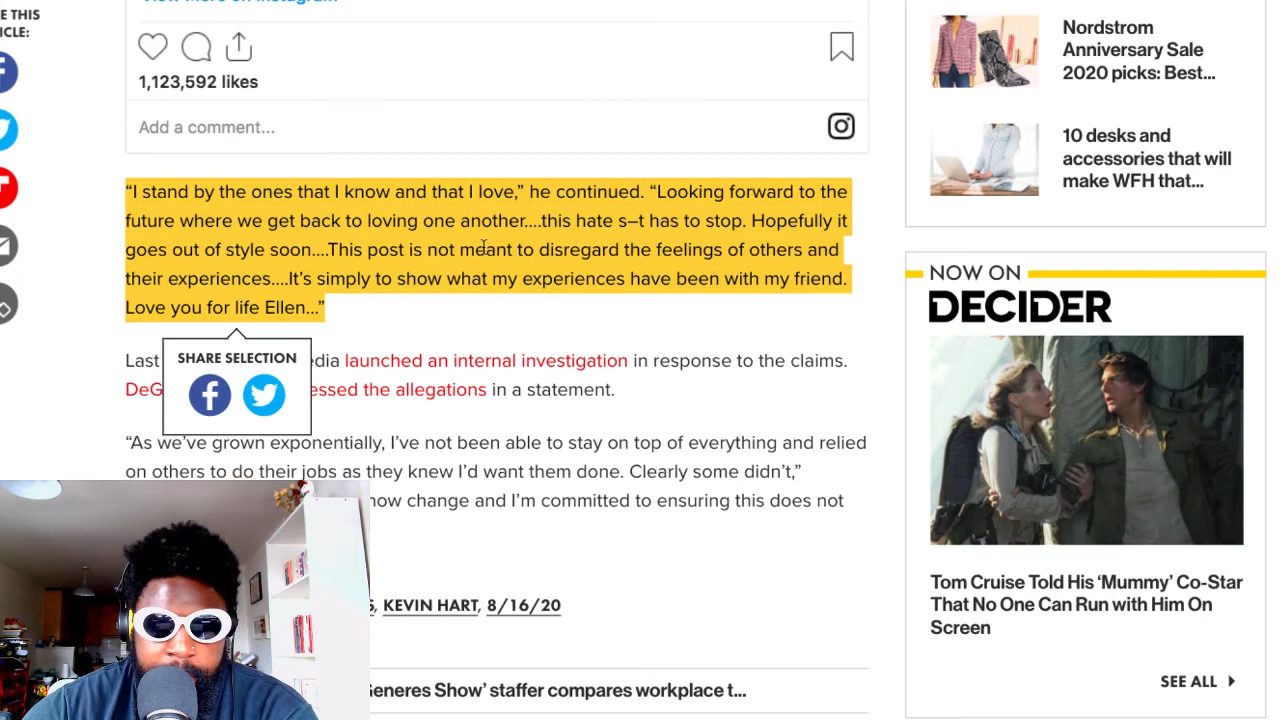 E THIS
ICLE:
1,123,592 likes
Add a comment...
“I stand by the ones that I know and that I love,” he continued. “Looking forward to the
future where we get back to loving one another....this hate s–t has to stop. Hopefully it
goes out of style soon....This post is not meant to disregard the feelings of others and
their experiences....It’s simply to show what my experiences have been with my friend.
Love you for life Ellen...”
SHARE SELECTION
Last edia launched an internal investigation in response to the claims.
DeG essed the allegations in a statement.
“As we’ve grown exponentially, I’ve not been able to stay on top of everything and relied
on others to do their jobs as they knew I’d want them done. Clearly some didn’t,”
now change and I’m committed to ensuring this does not
S, KEVIN HART, 8/16/20
Generes Show’ staffer compares workplace t...
Nordstrom
Anniversary Sale
2020 picks: Best...
10 desks and
accessories that will
make WFH that...
NOW ON
DECIDER
Tom Cruise Told His ‘Mummy’ Co-Star
That No One Can Run with Him On
Screen
SEE ALL